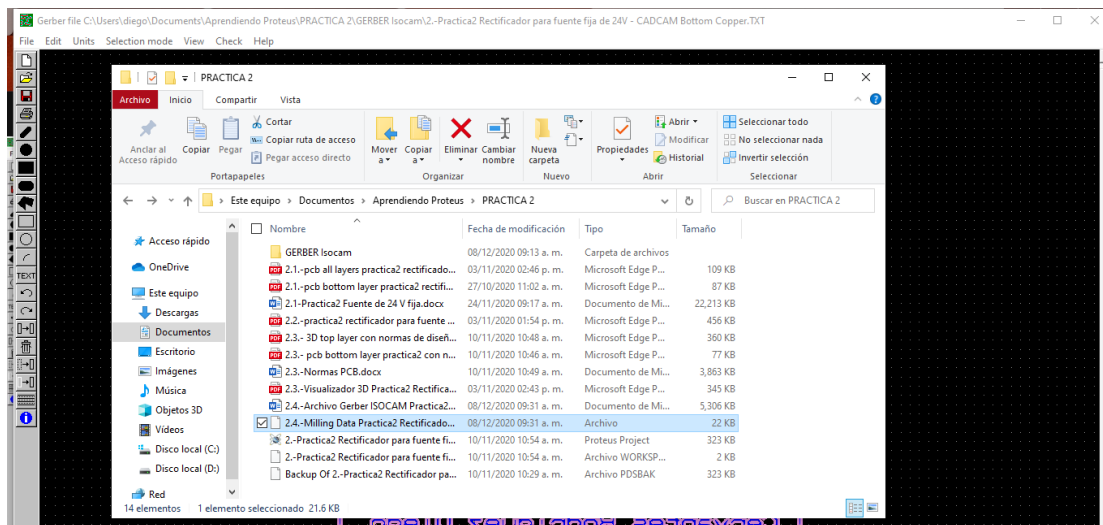 Gerber file C:\Users\diego\Documents\Aprendiendo Proteus\PRACTICA 2\GERBER Isocam\2.-Practica2 Rectificador para fuente fija de 24V - CADCAM Bottom Copper.TXT
File Edit Units Selection mode View Check Help
PRACTICA 2
Archivo Inicio Compartir Vista
Anclar al Acceso rápido
Copiar
Pegar
Cortar
Copiar ruta de acceso
Pegar acceso directo
Mover a
Copiar a
Eliminar
Cambiar nombre
Nueva carpeta
Propiedades
Abrir
Modificar
Historial
Seleccionar todo
No seleccionar nada
Invertir selección
Portapapeles Organizar Nuevo Abrir Seleccionar
Este equipo > Documentos > Aprendiendo Proteus > PRACTICA 2
Buscar en PRACTICA 2
Nombre Fecha de modificación Tipo Tamaño
Acceso rápido
OneDrive
Este equipo
Descargas
Documentos
Escritorio
Imágenes
Música
Objetos 3D
Vídeos
Disco local (C:)
Disco local (D:)
Red
GERBER Isocam 08/12/2020 09:13 a. m. Carpeta de archivos
2.1.-pcb all layers practica2 rectificado... 03/11/2020 02:46 p. m. Microsoft Edge P... 109 KB
2.1.-pcb bottom layer practica2 rectifi... 27/10/2020 11:02 a. m. Microsoft Edge P... 87 KB
2.1-Practica2 Fuente de 24 V fija.docx 24/11/2020 09:17 a. m. Documento de Mi... 22,213 KB
2.2.-practica2 rectificador para fuente ... 03/11/2020 01:54 p. m. Microsoft Edge P... 456 KB
2.3.- 3D top layer con normas de diseñ... 10/11/2020 10:48 a. m. Microsoft Edge P... 360 KB
2.3.- pcb bottom layer practica2 con n... 10/11/2020 10:46 a. m. Microsoft Edge P... 77 KB
2.3.-Normas PCB.docx 10/11/2020 10:49 a. m. Documento de Mi... 3,863 KB
2.3.-Visualizador 3D Practica2 Rectifica... 03/11/2020 02:43 p. m. Microsoft Edge P... 345 KB
2.4.-Archivo Gerber ISOCAM Practica2... 08/12/2020 09:31 a. m. Documento de Mi... 5,306 KB
2.4.-Milling Data Practica2 Rectificado... 08/12/2020 09:31 a. m. Archivo 22 KB
2.-Practica2 Rectificador para fuente fi... 10/11/2020 10:54 a. m. Proteus Project 323 KB
2.-Practica2 Rectificador para fuente fi... 10/11/2020 10:54 a. m. Archivo WORKSP... 2 KB
Backup Of 2.-Practica2 Rectificador pa... 10/11/2020 10:29 a. m. Archivo PDSBAK 323 KB
14 elementos 1 elemento seleccionado 21.6 KB
TEXT